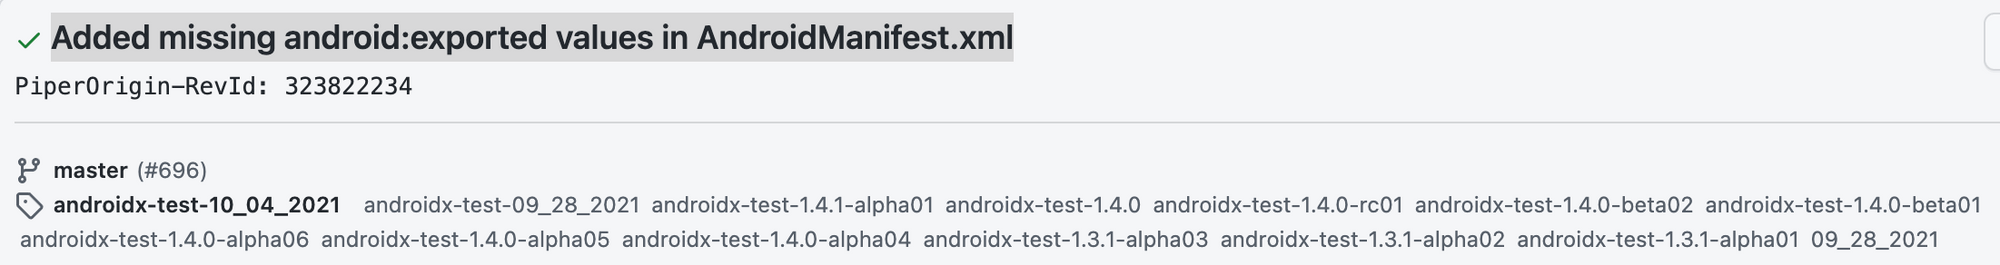 Added missing android:exported values in AndroidManifest.xml
PiperOrigin-RevId: 323822234
master (#696)
androidx-test-10_04_2021 androidx-test-09_28_2021 androidx-test-1.4.1-alpha01 androidx-test-1.4.0 androidx-test-1.4.0-rc01 androidx-test-1.4.0-beta02 androidx-test-1.4.0-beta01
androidx-test-1.4.0-alpha06 androidx-test-1.4.0-alpha05 androidx-test-1.4.0-alpha04 androidx-test-1.3.1-alpha03 androidx-test-1.3.1-alpha02 androidx-test-1.3.1-alpha01 09_28_2021